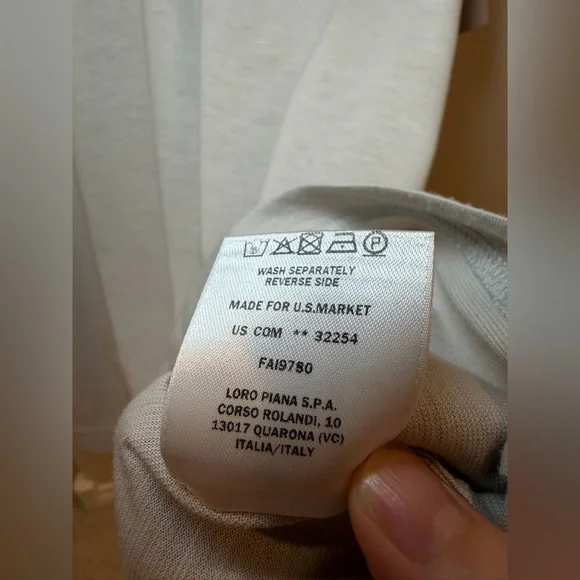 WASH SEPARATELY
REVERSE SIDE
MADE FOR U.S.MARKET
US COM ** 32254
FAI9780
LORO PIANA S.P.A.
CORSO ROLANDI, 10
13017 QUARONA (VC)
ITALIA/ITALY